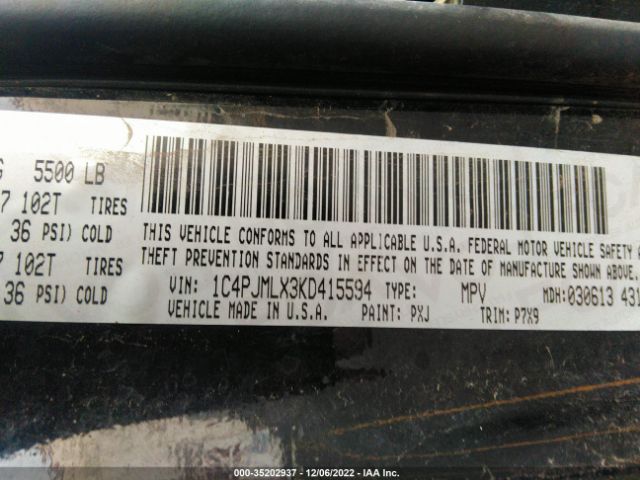 G 5500 LB
7 102T TIRES
36 PSI) COLD
7 102T TIRES
36 PSI) COLD
THIS VEHICLE CONFORMS TO ALL APPLICABLE U.S.A. FEDERAL MOTOR VEHICLE SAFETY A
THEFT PREVENTION STANDARDS IN EFFECT ON THE DATE OF MANUFACTURE SHOWN ABOVE.
VIN: 1C4PJMLX3KD415594 TYPE: MPV MDH:030613 431
VEHICLE MADE IN U.S.A. PAINT: PXJ TRIM: P7X9
000-35202937 - 12/06/2022 - IAA Inc.